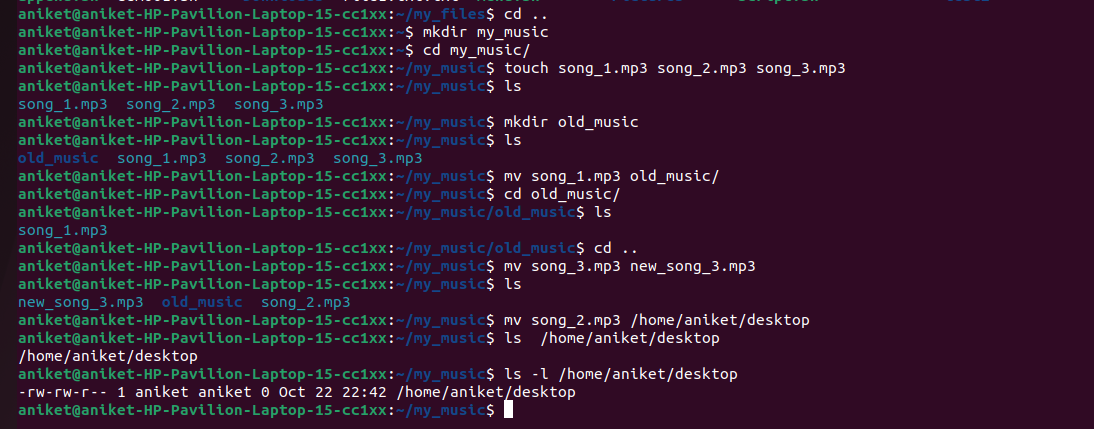 aniket@aniket-HP-Pavilion-Laptop-15-cc1xx:~/my_files$ cd ..
aniket@aniket-HP-Pavilion-Laptop-15-cc1xx:~$ mkdir my_music
aniket@aniket-HP-Pavilion-Laptop-15-cc1xx:~$ cd my_music/
aniket@aniket-HP-Pavilion-Laptop-15-cc1xx:~/my_music$ touch song_1.mp3 song_2.mp3 song_3.mp3
aniket@aniket-HP-Pavilion-Laptop-15-cc1xx:~/my_music$ ls
song_1.mp3  song_2.mp3  song_3.mp3
aniket@aniket-HP-Pavilion-Laptop-15-cc1xx:~/my_music$ mkdir old_music
aniket@aniket-HP-Pavilion-Laptop-15-cc1xx:~/my_music$ ls
old_music  song_1.mp3  song_2.mp3  song_3.mp3
aniket@aniket-HP-Pavilion-Laptop-15-cc1xx:~/my_music$ mv song_1.mp3 old_music/
aniket@aniket-HP-Pavilion-Laptop-15-cc1xx:~/my_music$ cd old_music/
aniket@aniket-HP-Pavilion-Laptop-15-cc1xx:~/my_music/old_music$ ls
song_1.mp3
aniket@aniket-HP-Pavilion-Laptop-15-cc1xx:~/my_music/old_music$ cd ..
aniket@aniket-HP-Pavilion-Laptop-15-cc1xx:~/my_music$ mv song_3.mp3 new_song_3.mp3
aniket@aniket-HP-Pavilion-Laptop-15-cc1xx:~/my_music$ ls
new_song_3.mp3  old_music  song_2.mp3
aniket@aniket-HP-Pavilion-Laptop-15-cc1xx:~/my_music$ mv song_2.mp3 /home/aniket/desktop
aniket@aniket-HP-Pavilion-Laptop-15-cc1xx:~/my_music$ ls  /home/aniket/desktop
/home/aniket/desktop
aniket@aniket-HP-Pavilion-Laptop-15-cc1xx:~/my_music$ ls -l /home/aniket/desktop
-rw-rw-r-- 1 aniket aniket 0 Oct 22 22:42 /home/aniket/desktop
aniket@aniket-HP-Pavilion-Laptop-15-cc1xx:~/my_music$